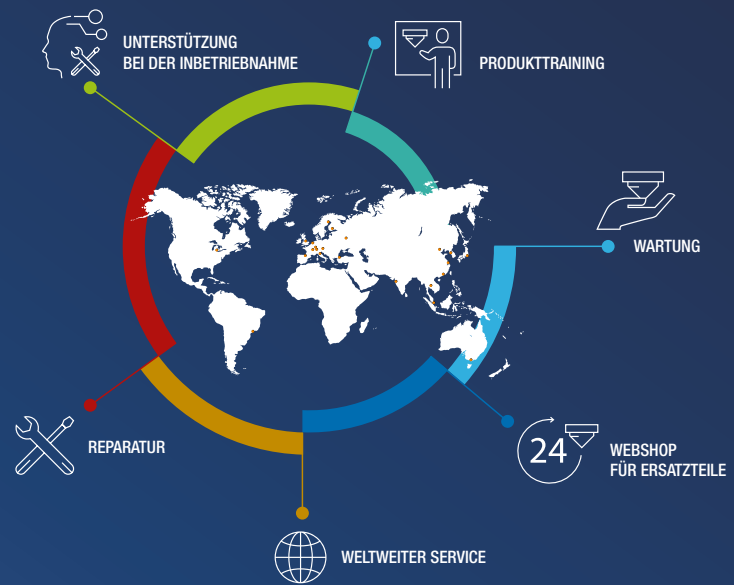 UNTERSTÜTZUNG
BEI DER INBETRIEBNAHME
PRODUKTTRAINING
WARTUNG
24
WEBSHOP
FÜR ERSATZTEILE
REPARATUR
WELTWEITER SERVICE